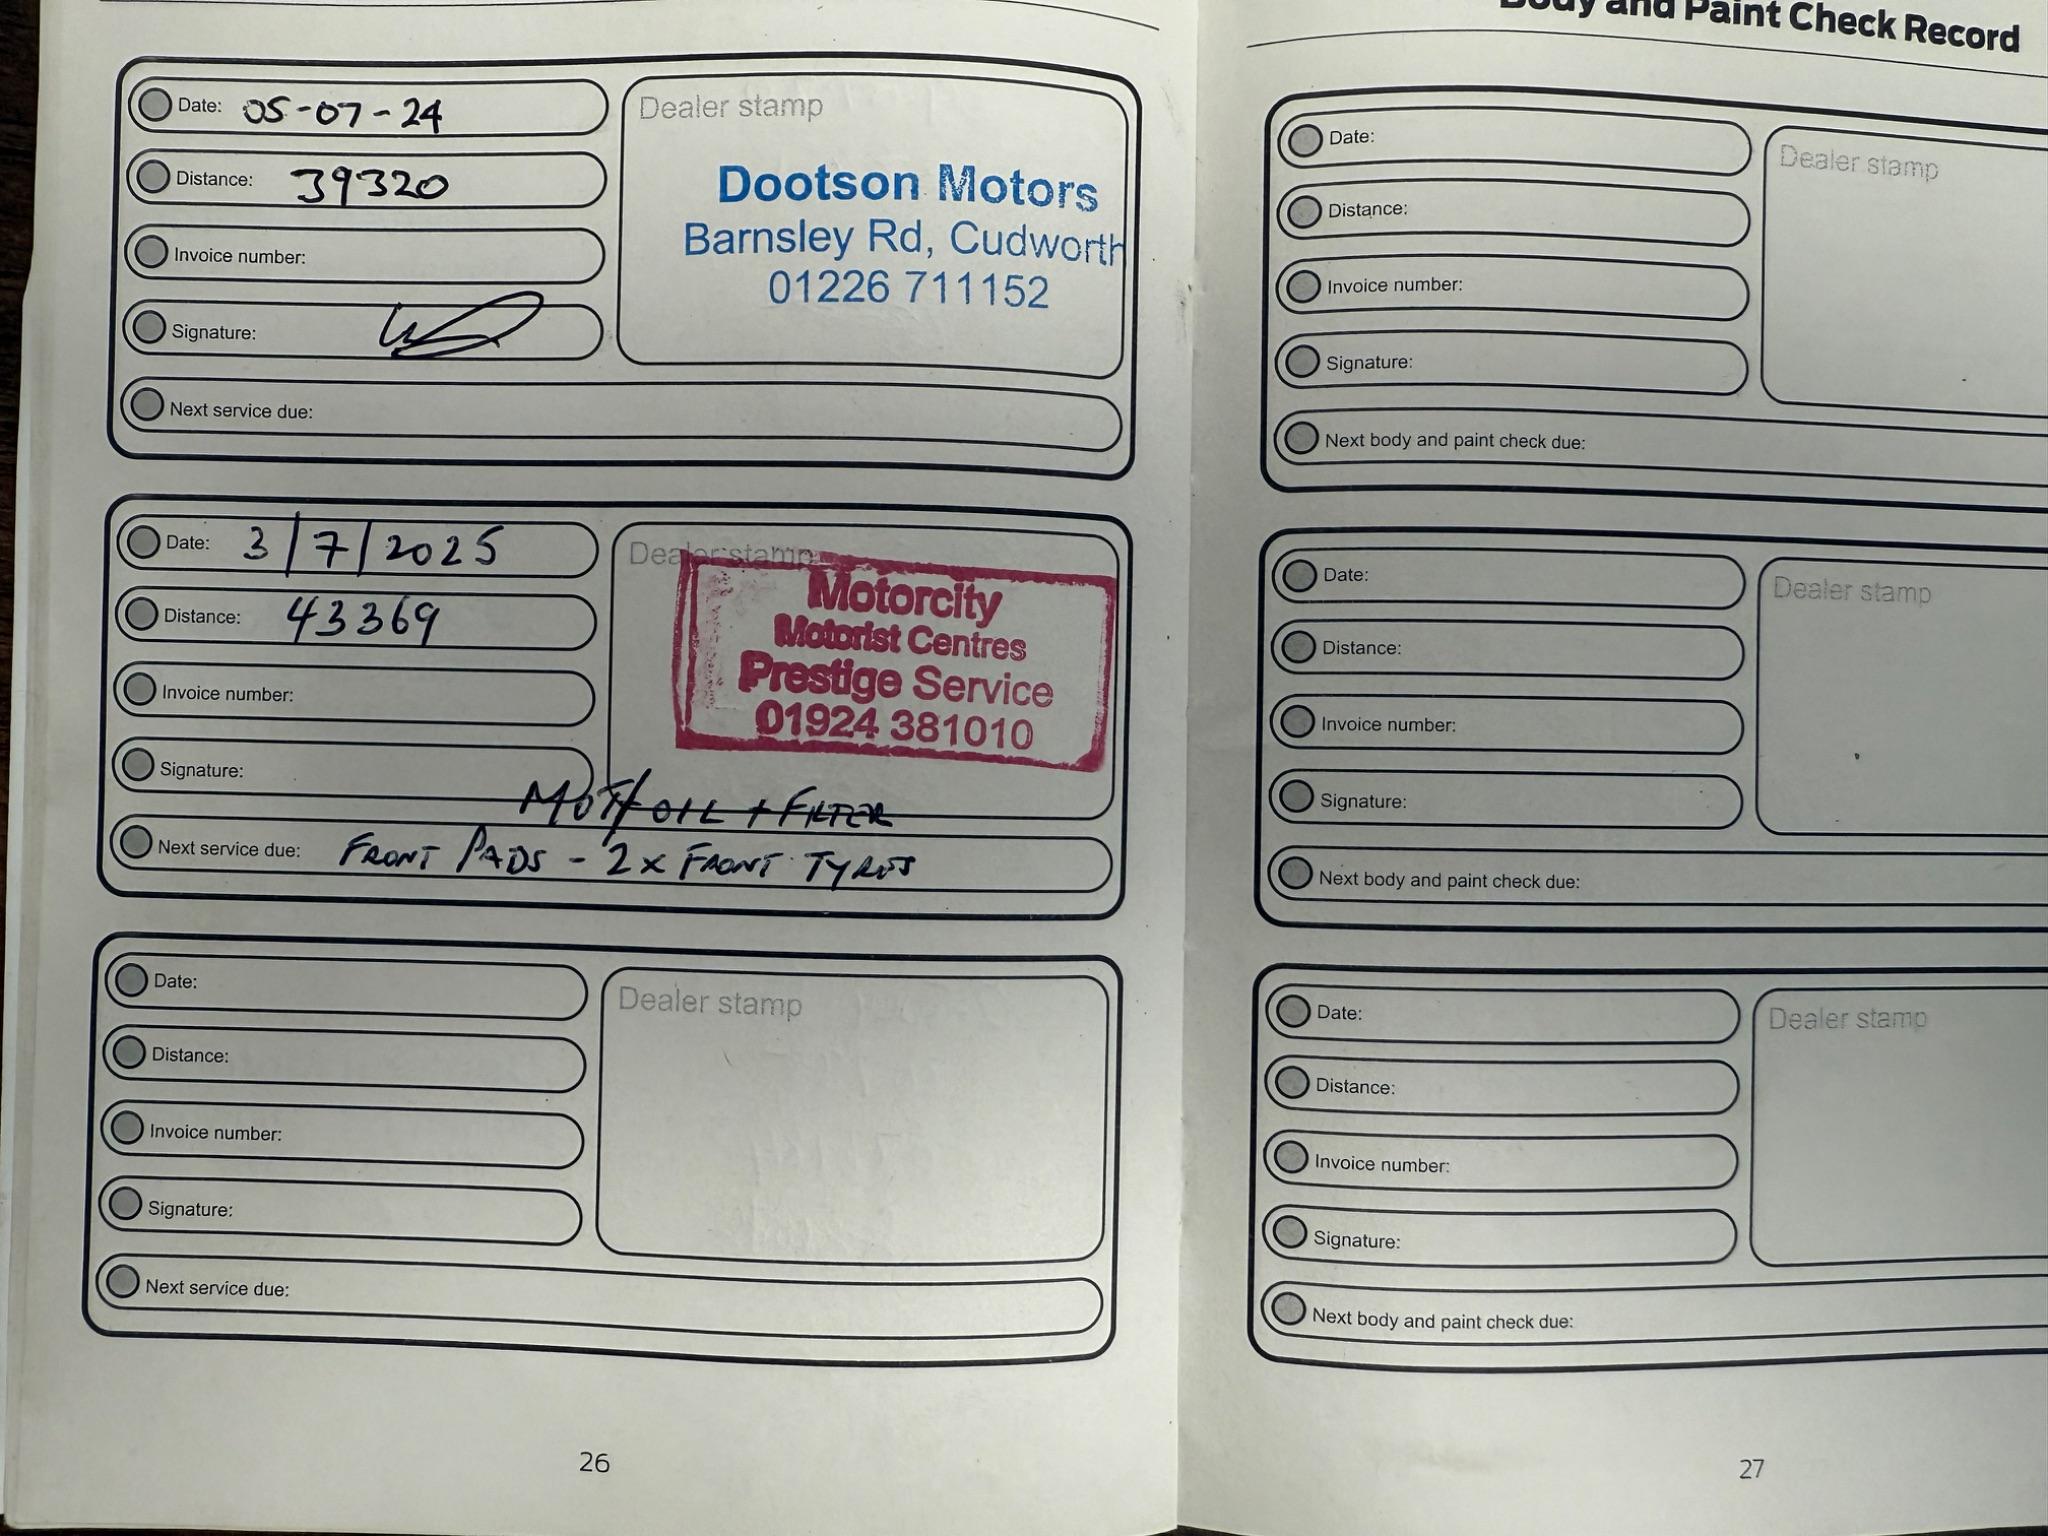 Date: 05-07-24
Distance: 39320
Invoice number:
Signature:
Next service due:
Dealer stamp
Dootson Motors
Barnsley Rd, Cudworth
01226 711152
Date: 3/7/2025
Distance: 43369
Invoice number:
Signature:
MOT/OIL + FILTER
Next service due: FRONT PADS - 2x FRONT TYRES
Dealer stamp
Motorcity
Motorist Centres
Prestige Service
01924 381010
Date:
Distance:
Invoice number:
Signature:
Next service due:
Dealer stamp
26
Body and Paint Check Record
Date:
Distance:
Invoice number:
Signature:
Next body and paint check due:
Dealer stamp
Date:
Distance:
Invoice number:
Signature:
Next body and paint check due:
Dealer stamp
Date:
Distance:
Invoice number:
Signature:
Next body and paint check due:
Dealer stamp
27